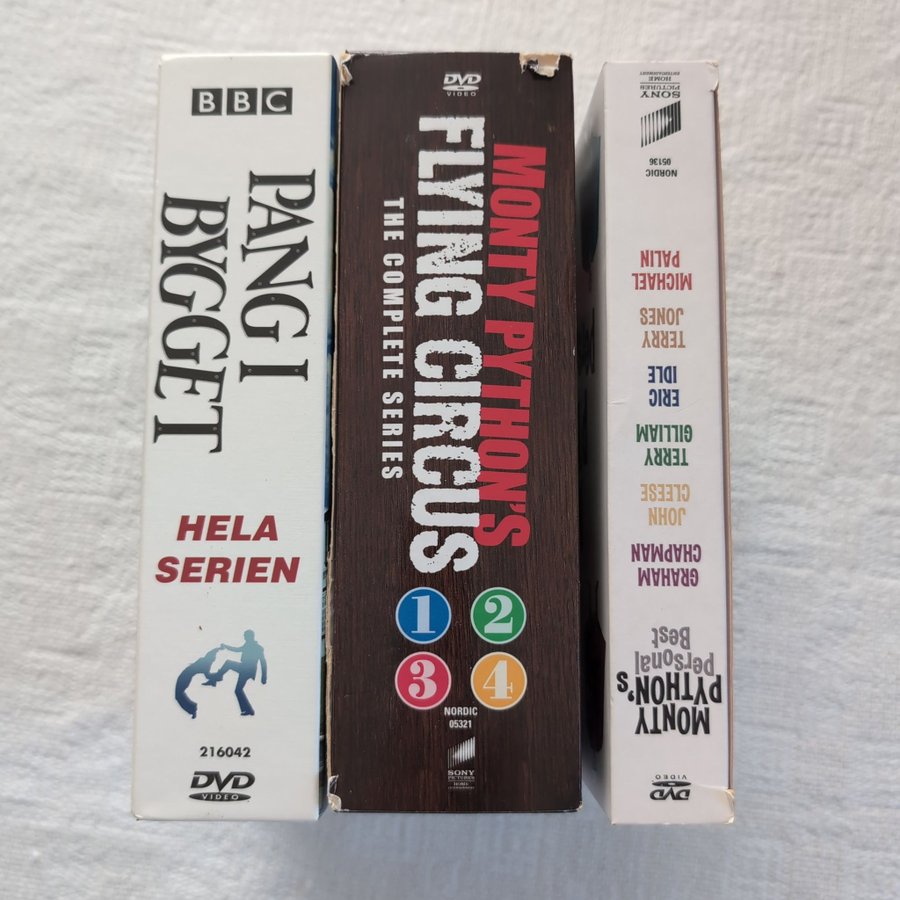 BBC
PANG I
BYGGET
HELA
SERIEN
216042
DVD
VIDEO
DVD
VIDEO
MONTY PYTHON'S
FLYING CIRCUS
THE COMPLETE SERIES
1 2
3 4
NORDIC
05321
SONY
PICTURES
HOME
ENTERTAINMENT
DVD
VIDEO
MONTY
PYTHON'S
personal
Best
GRAHAM
CHAPMAN
JOHN
CLEESE
TERRY
GILLIAM
ERIC
IDLE
TERRY
JONES
MICHAEL
PALIN
NORDIC
05136
SONY
PICTURES
HOME
ENTERTAINMENT